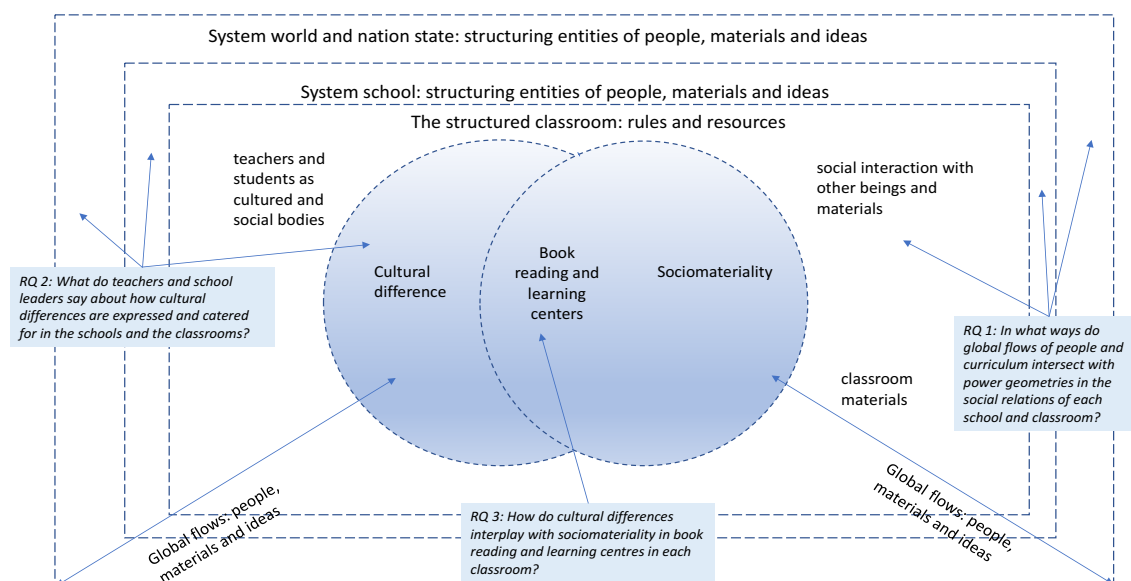 System world and nation state: structuring entities of people, materials and ideas
System school: structuring entities of people, materials and ideas
The structured classroom: rules and resources
teachers and
students as
cultured and
social bodies
social interaction with
other beings and
materials
Cultural
difference
Book
reading and
learning
centers
Sociomateriality
RQ 2: What do teachers and school
leaders say about how cultural
differences are expressed and catered
for in the schools and the classrooms?
RQ 1: In what ways do
global flows of people and
curriculum intersect with
power geometries in the
social relations of each
school and classroom?
classroom
materials
Global flows: people,
materials and ideas
RQ 3: How do cultural differences
interplay with sociomateriality in book
reading and learning centres in each
classroom?
Global flows: people,
materials and ideas